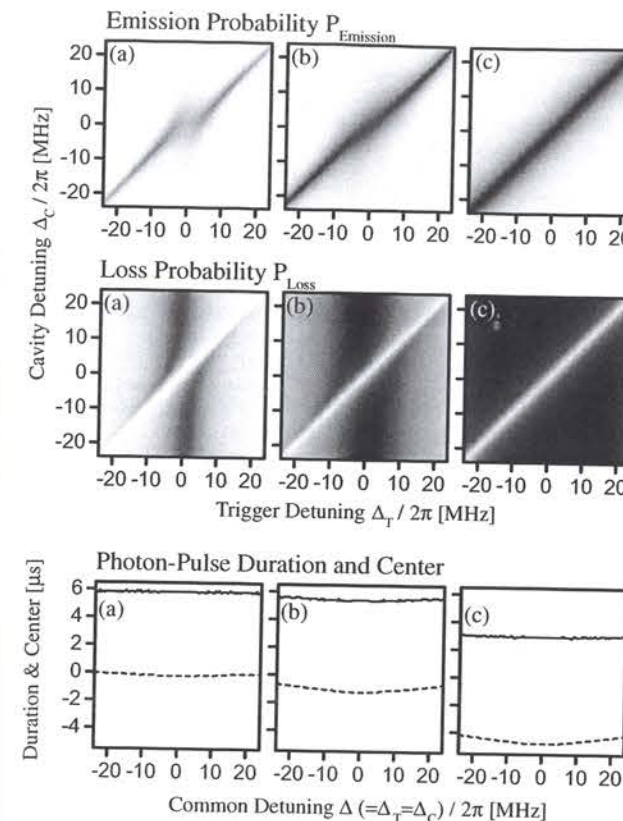 Emission Probability P_Emission
(a) (b) (c)
20
10
0
-10
-20
-20 -10 0 10 20 -20 -10 0 10 20 -20 -10 0 10 20
Cavity Detuning Δ_C / 2π [MHz]
Loss Probability P_Loss
(a) (b) (c)
20
10
0
-10
-20
-20 -10 0 10 20 -20 -10 0 10 20 -20 -10 0 10 20
Trigger Detuning Δ_T / 2π [MHz]
Photon-Pulse Duration and Center
(a) (b) (c)
6
4
2
0
-2
-4
Duration & Center [μs]
-20 -10 0 10 20 -20 -10 0 10 20 -20 -10 0 10 20
Common Detuning Δ (=Δ_T=Δ_C) / 2π [MHz]